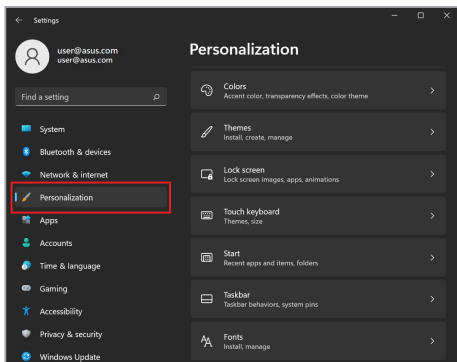 Settings
user@asus.com
user@asus.com
Find a setting
System
Bluetooth & devices
Network & internet
Personalization
Apps
Accounts
Time & language
Gaming
Accessibility
Privacy & security
Windows Update
Personalization
Colors
Accent color, transparency effects, color theme
Themes
Install, create, manage
Lock screen
Lock screen images, apps, animations
Touch keyboard
Themes, size
Start
Recent apps and items, folders
Taskbar
Taskbar behaviors, system pins
Fonts
Install, manage